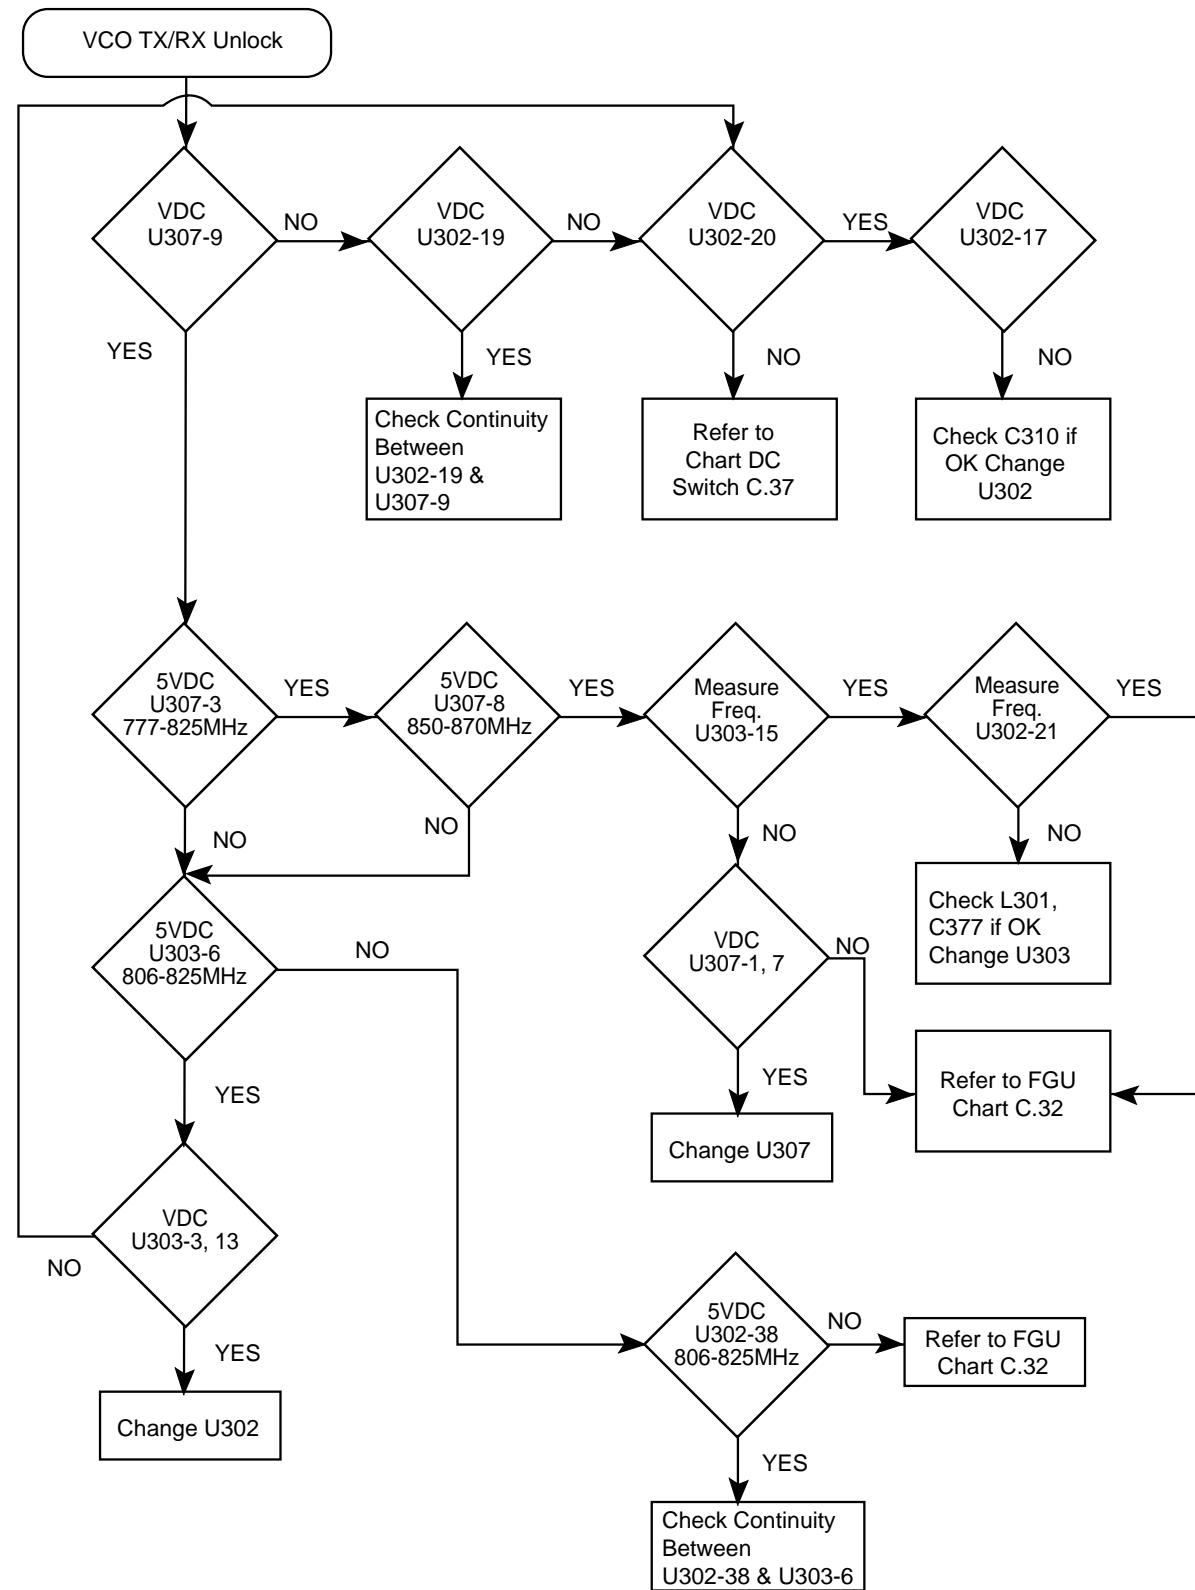 VCO TX/RX Unlock
VDC
U307-9
NO
VDC
U302-19
NO
VDC
U302-20
YES
VDC
U302-17
YES
YES
NO
NO
Check Continuity
Between
U302-19 &
U307-9
Refer to
Chart DC
Switch C.37
Check C310 if
OK Change
U302
5VDC
U307-3
777-825MHz
YES
5VDC
U307-8
850-870MHz
YES
Measure
Freq.
U303-15
YES
Measure
Freq.
U302-21
YES
NO
NO
NO
NO
5VDC
U303-6
806-825MHz
NO
VDC
U307-1, 7
NO
Check L301,
C377 if OK
Change U303
YES
YES
Refer to FGU
Chart C.32
Change U307
VDC
U303-3, 13
NO
YES
Change U302
5VDC
U302-38
806-825MHz
NO
Refer to FGU
Chart C.32
YES
Check Continuity
Between
U302-38 & U303-6